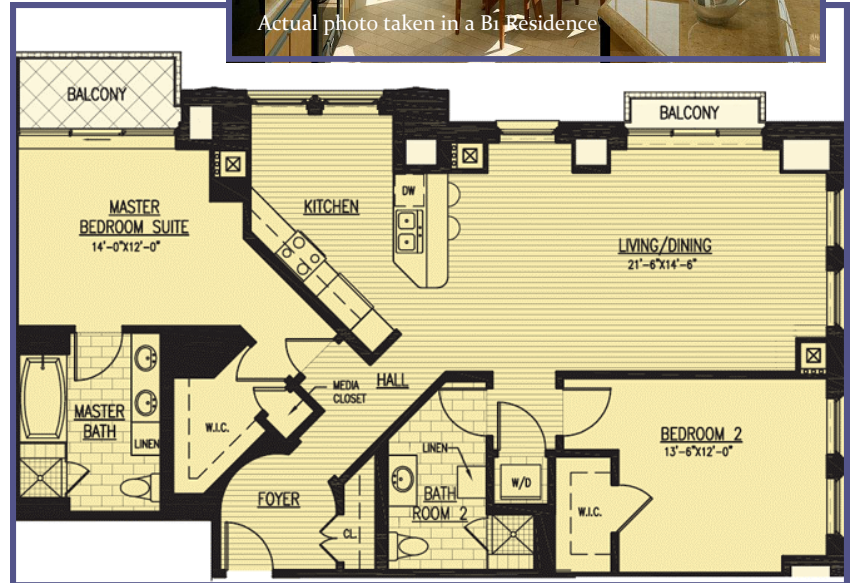 Actual photo taken in a B1 Residence
BALCONY
BALCONY
MASTER
BEDROOM SUITE
14'-0"X12'-0"
KITCHEN
DW
LIVING/DINING
21'-6"X14'-6"
HALL
MEDIA
CLOSET
MASTER
BATH
LINEN
W.I.C.
FOYER
CL.
LINEN
BATH
ROOM 2
W/D
BEDROOM 2
13'-6"X12'-0"
W.I.C.